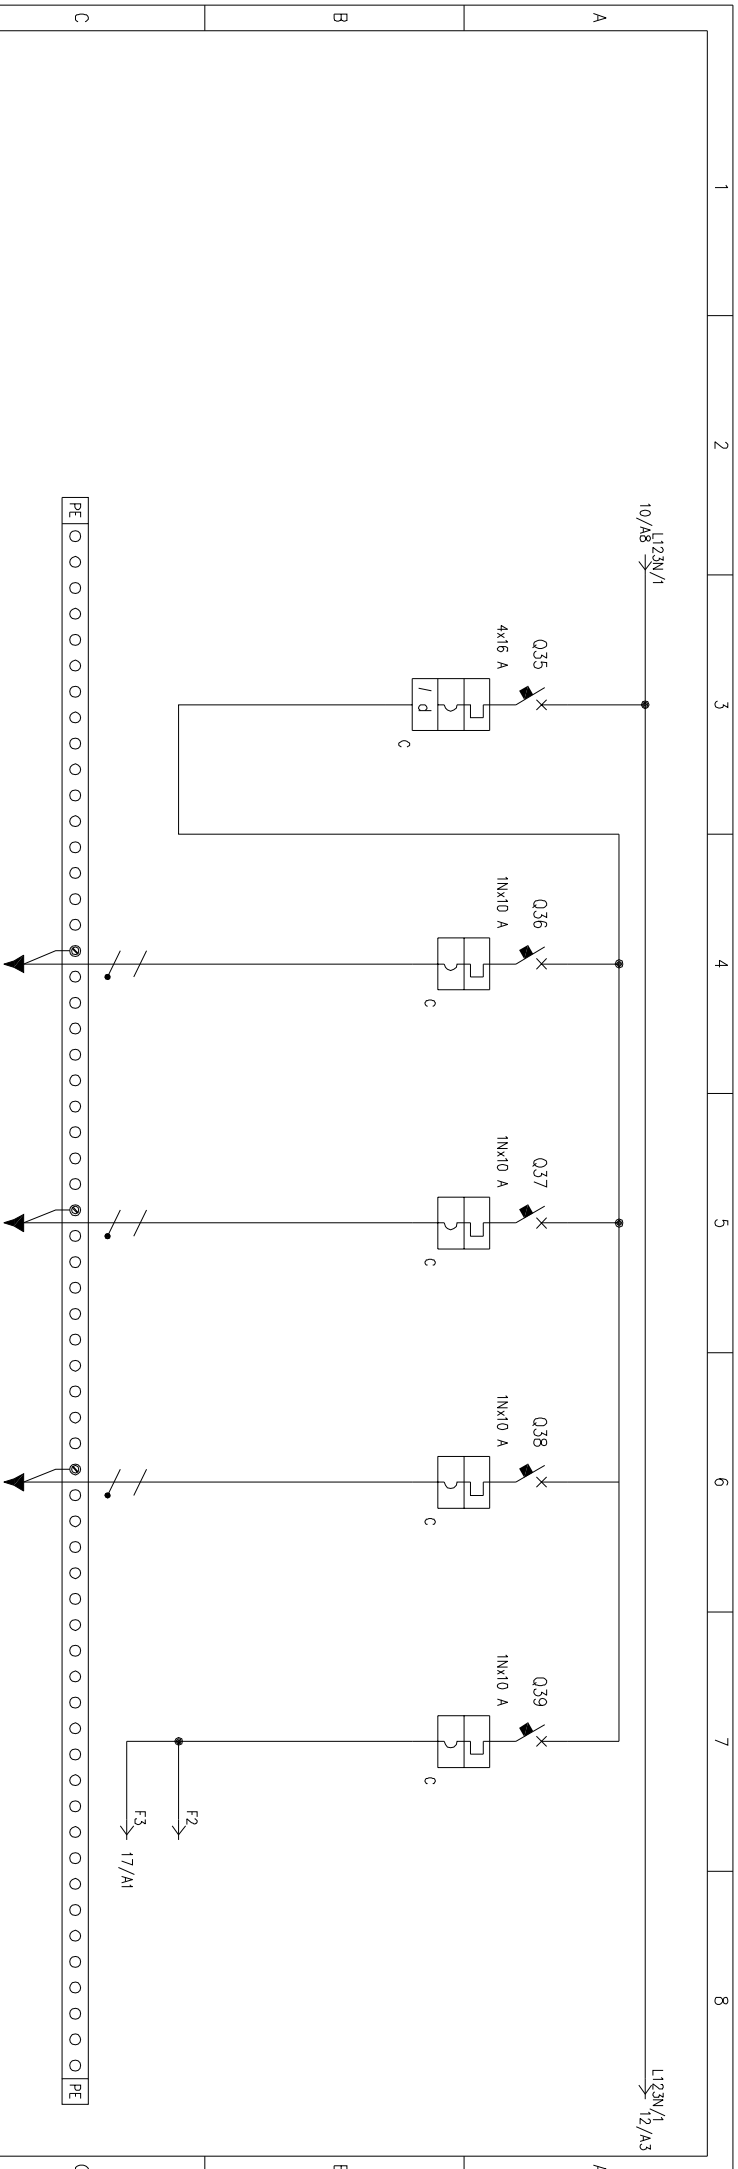 1
2
3
4
5
6
7
8
A
A
L123N/1
10/A8
L123N/1
12/A3
Q35
4x16 A
Q36
1Nx10 A
Q37
1Nx10 A
Q38
1Nx10 A
Q39
1Nx10 A
B
B
I d
C
C
C
C
C
F2
F3
17/A1
C
C
PE
PE